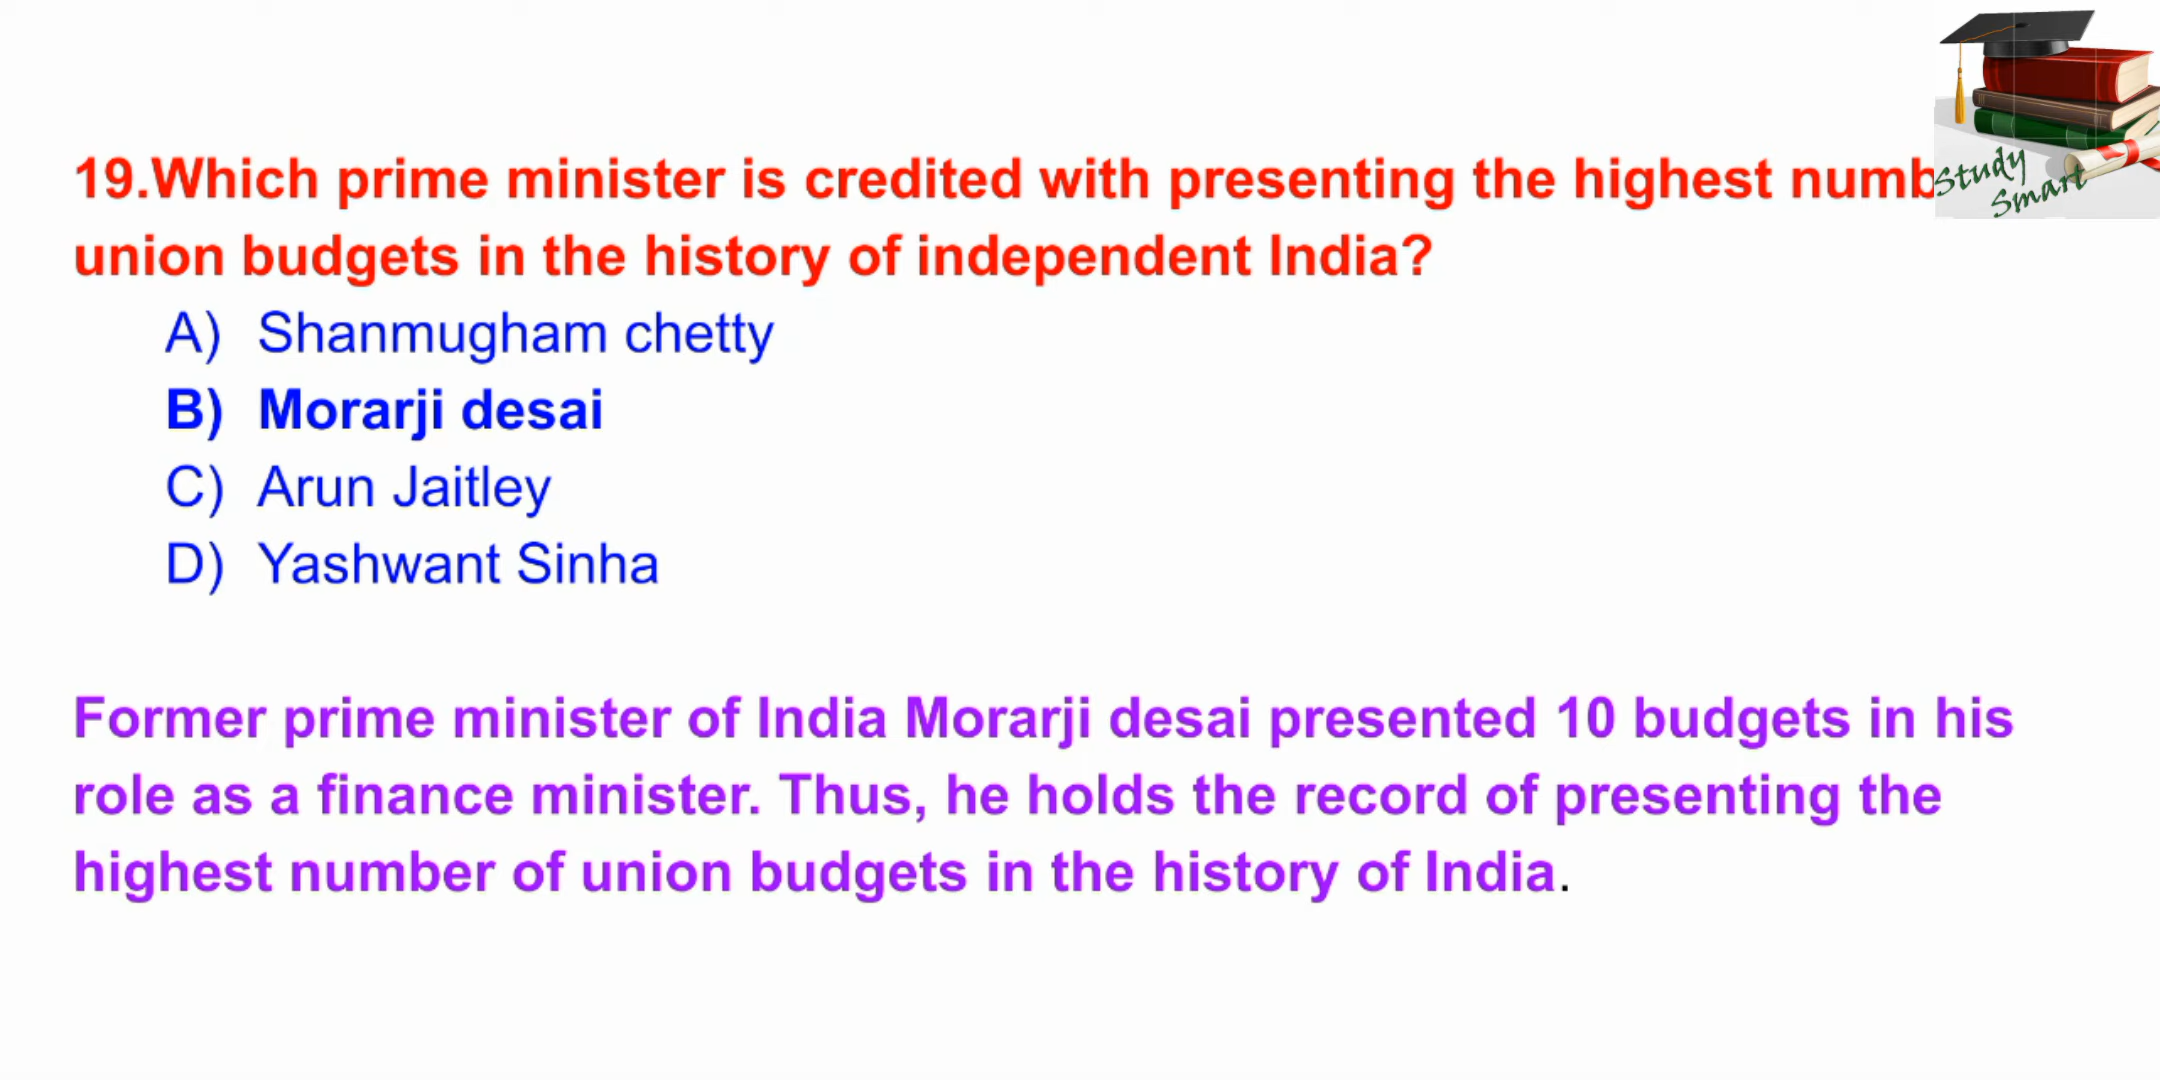 19.Which prime minister is credited with presenting the highest numb
union budgets in the history of independent India?
A) Shanmugham chetty
B) Morarji desai
C) Arun Jaitley
D) Yashwant Sinha
Former prime minister of India Morarji desai presented 10 budgets in his
role as a finance minister. Thus, he holds the record of presenting the
highest number of union budgets in the history of India.
Study
Smart